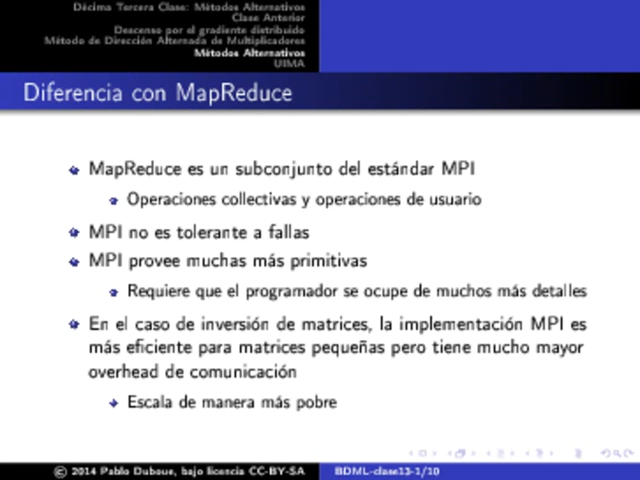 Décima Tercera Clase: Métodos Alternativos
Clase Anterior
Descenso por el gradiente distribuido
Método de Dirección Alternada de Multiplicadores
Métodos Alternativos
UIMA
Diferencia con MapReduce
MapReduce es un subconjunto del estándar MPI
Operaciones collectivas y operaciones de usuario
MPI no es tolerante a fallas
MPI provee muchas más primitivas
Requiere que el programador se ocupe de muchos más detalles
En el caso de inversión de matrices, la implementación MPI es
más eficiente para matrices pequeñas pero tiene mucho mayor
overhead de comunicación
Escala de manera más pobre
© 2014 Pablo Duboue, bajo licencia CC-BY-SA
BDML-clase13-1/10